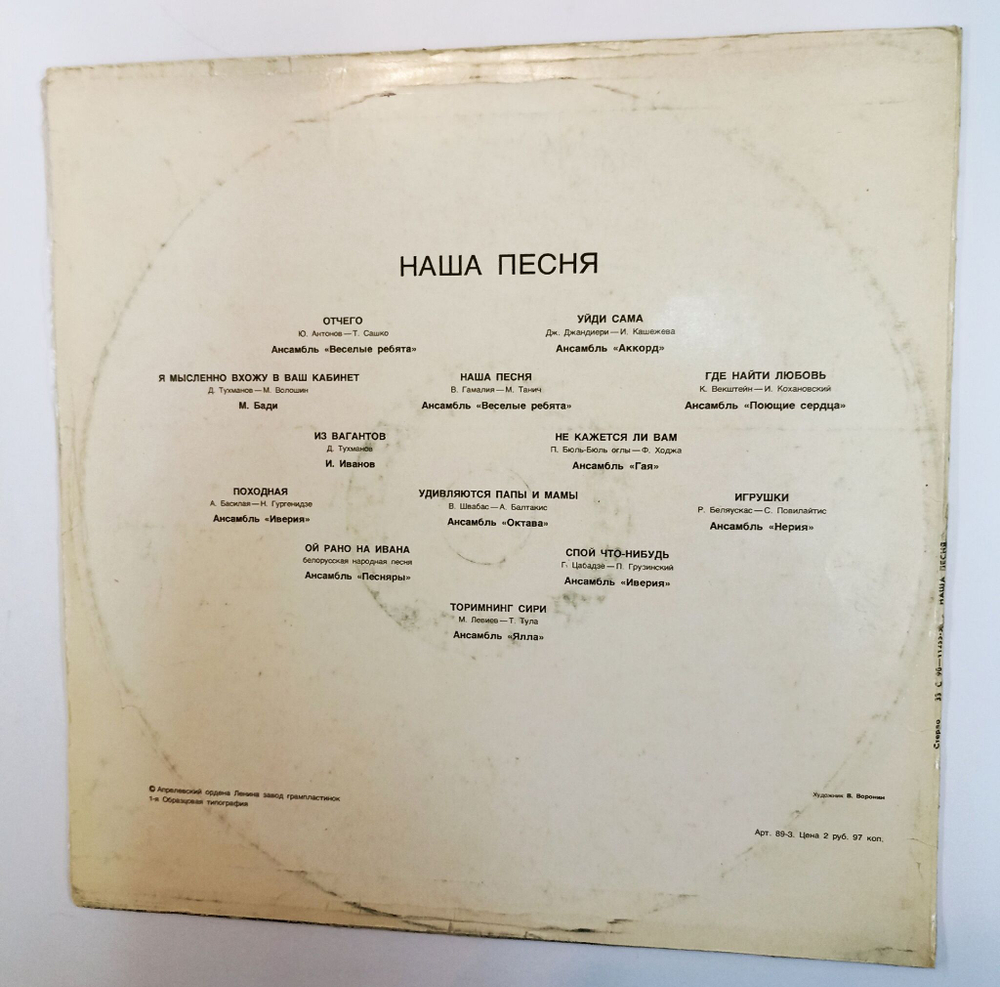 НАША ПЕСНЯ
ОТЧЕГО
Ю. Антонов — Т. Сашко
Ансамбль «Веселые ребята»
УЙДИ САМА
Дж. Джандиери — И. Кашежева
Ансамбль «Аккорд»
Я МЫСЛЕННО ВХОЖУ В ВАШ КАБИНЕТ
Д. Тухманов — М. Волошин
М. Бади
НАША ПЕСНЯ
В. Гамалия — М. Танич
Ансамбль «Веселые ребята»
ГДЕ НАЙТИ ЛЮБОВЬ
К. Векштейн — И. Кохановский
Ансамбль «Поющие сердца»
ИЗ ВАГАНТОВ
Д. Тухманов
И. Иванов
НЕ КАЖЕТСЯ ЛИ ВАМ
П. Бюль-Бюль оглы — Ф. Ходжа
Ансамбль «Гая»
ПОХОДНАЯ
А. Басилая — Н. Гургенидзе
Ансамбль «Иверия»
УДИВЛЯЮТСЯ ПАПЫ И МАМЫ
В. Швабас — А. Балтакис
Ансамбль «Октава»
ИГРУШКИ
Р. Беляускас — С. Повилайтис
Ансамбль «Нерия»
ОЙ РАНО НА ИВАНА
белорусская народная песня
Ансамбль «Песняры»
СПОЙ ЧТО-НИБУДЬ
Г. Цабадзе — П. Грузинский
Ансамбль «Иверия»
ТОРИМНИНГ СИРИ
М. Левиев — Т. Тула
Ансамбль «Ялла»
© Апрелевский ордена Ленина завод грампластинок
1-я Образцовая типография
Художник В. Воронин
Арт. 89-3. Цена 2 руб. 97 коп.
Стерео 33 С 60 НАША ПЕСНЯ